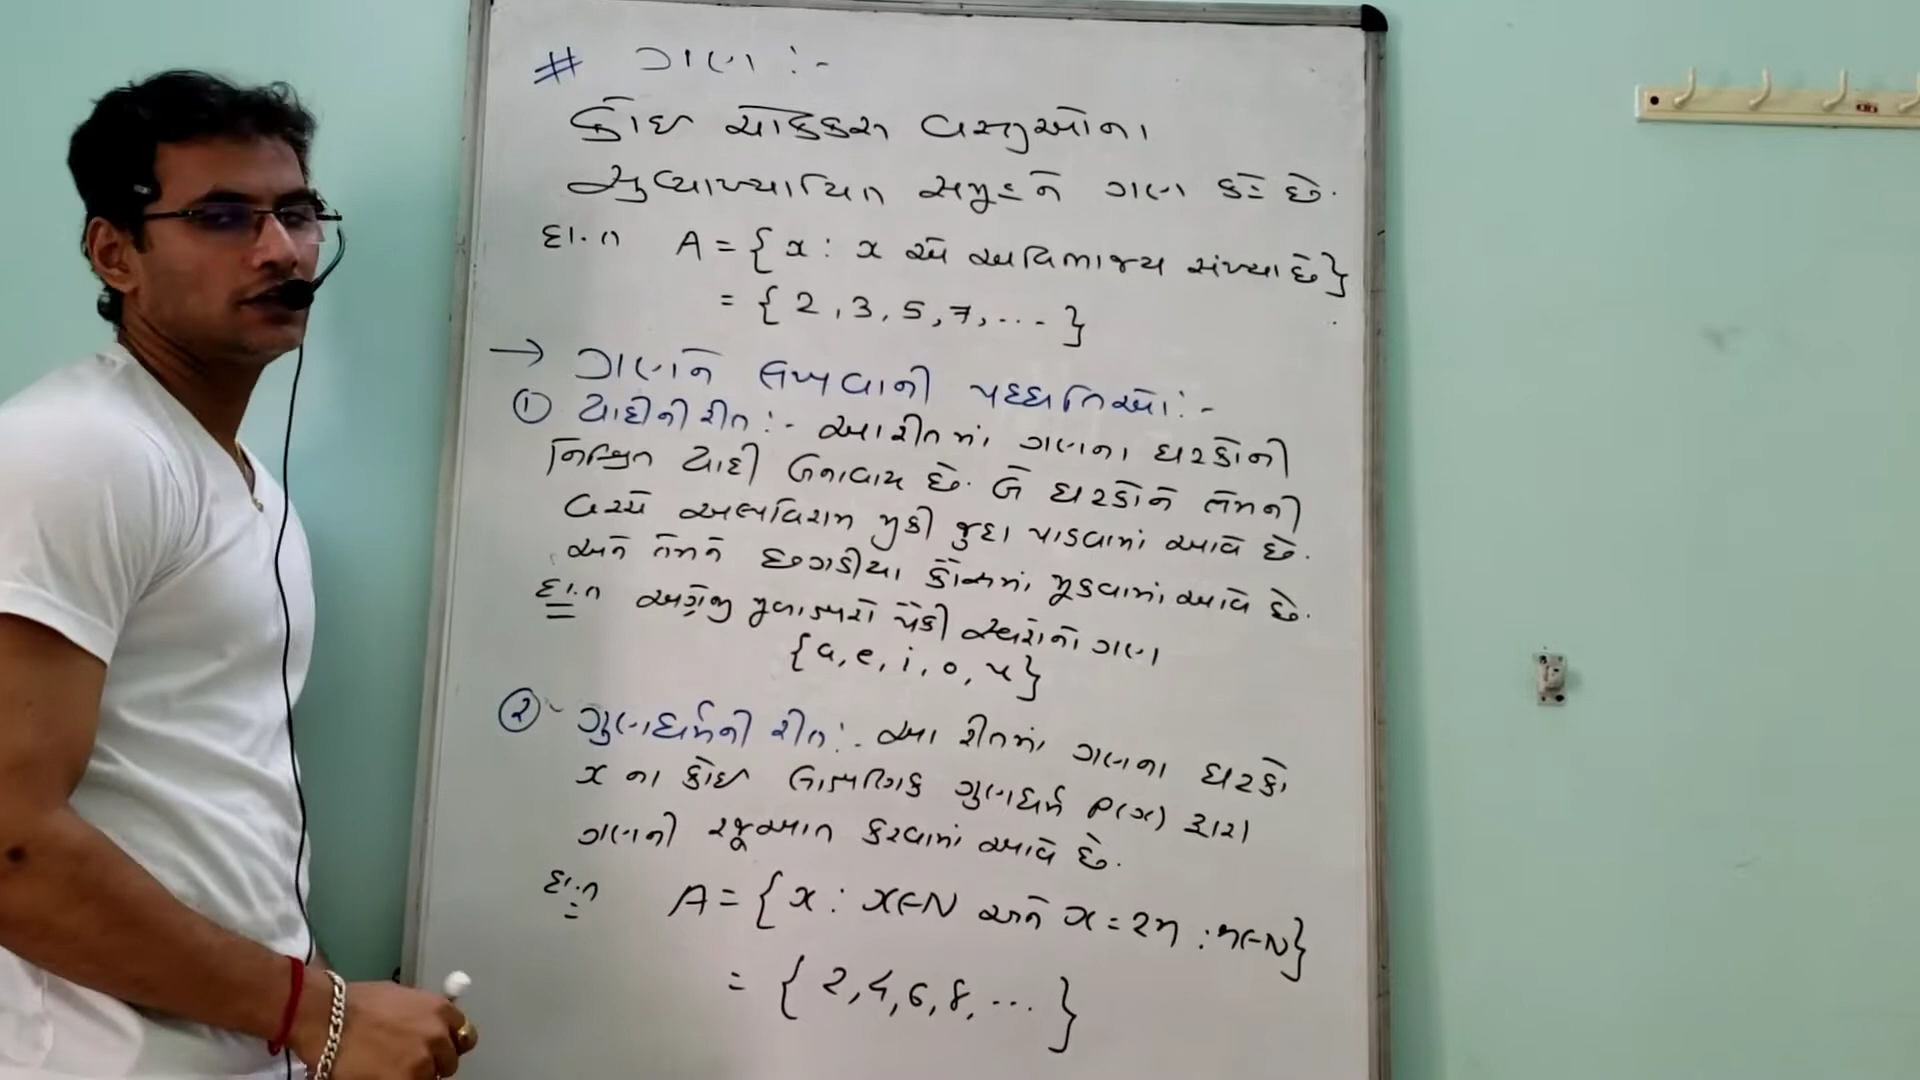 # ગણ :-
કોઇ ચોક્કસ વસ્તુઓના
સુવ્યાખ્યાયિત સમુહને ગણ કહે છે.
દા.ત A = { x : x એ અવિભાજ્ય સંખ્યા છે }
= { 2, 3, 5, 7, ... }
→ ગણને લખવાની પદ્ધતિઓ :-
① યાદીની રીત :- આ રીતમાં ગણના ઘટકોની
નિશ્ચિત યાદી બનાવાય છે. બે ઘટકોને તેમની
વચ્ચે અલ્પવિરામ મુકી જુદા પાડવામાં આવે છે.
અને તેમને છગડીયા કૌંસમાં મૂકવામાં આવે છે.
દા.ત અંગ્રેજી મુળાક્ષરો પૈકી સ્વરોનો ગણ
{a, e, i, o, u}
૨ ગુણધર્મની રીત :- આ રીતમાં ગણના ઘટકો
x ના કોઇ લાક્ષણિક ગુણધર્મ P(x) દ્વારા
ગણની રજૂઆત કરવામાં આવે છે.
દા.ત A = { x : x∈N અને x = 2n : n∈N}
= { 2, 4, 6, 8, ... }